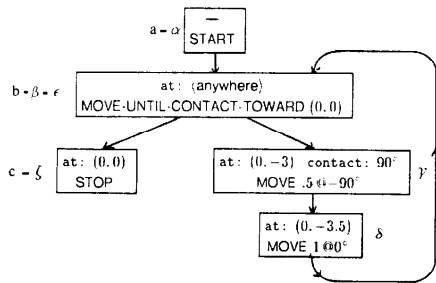 a = α
—
START
b = β = ε
at: (anywhere)
MOVE-UNTIL-CONTACT-TOWARD (0,0)
c = ζ
at: (0.0)
STOP
at: (0.-3) contact: 90°
MOVE .5@-90°
γ
at: (0.-3.5)
MOVE 1@0°
δ